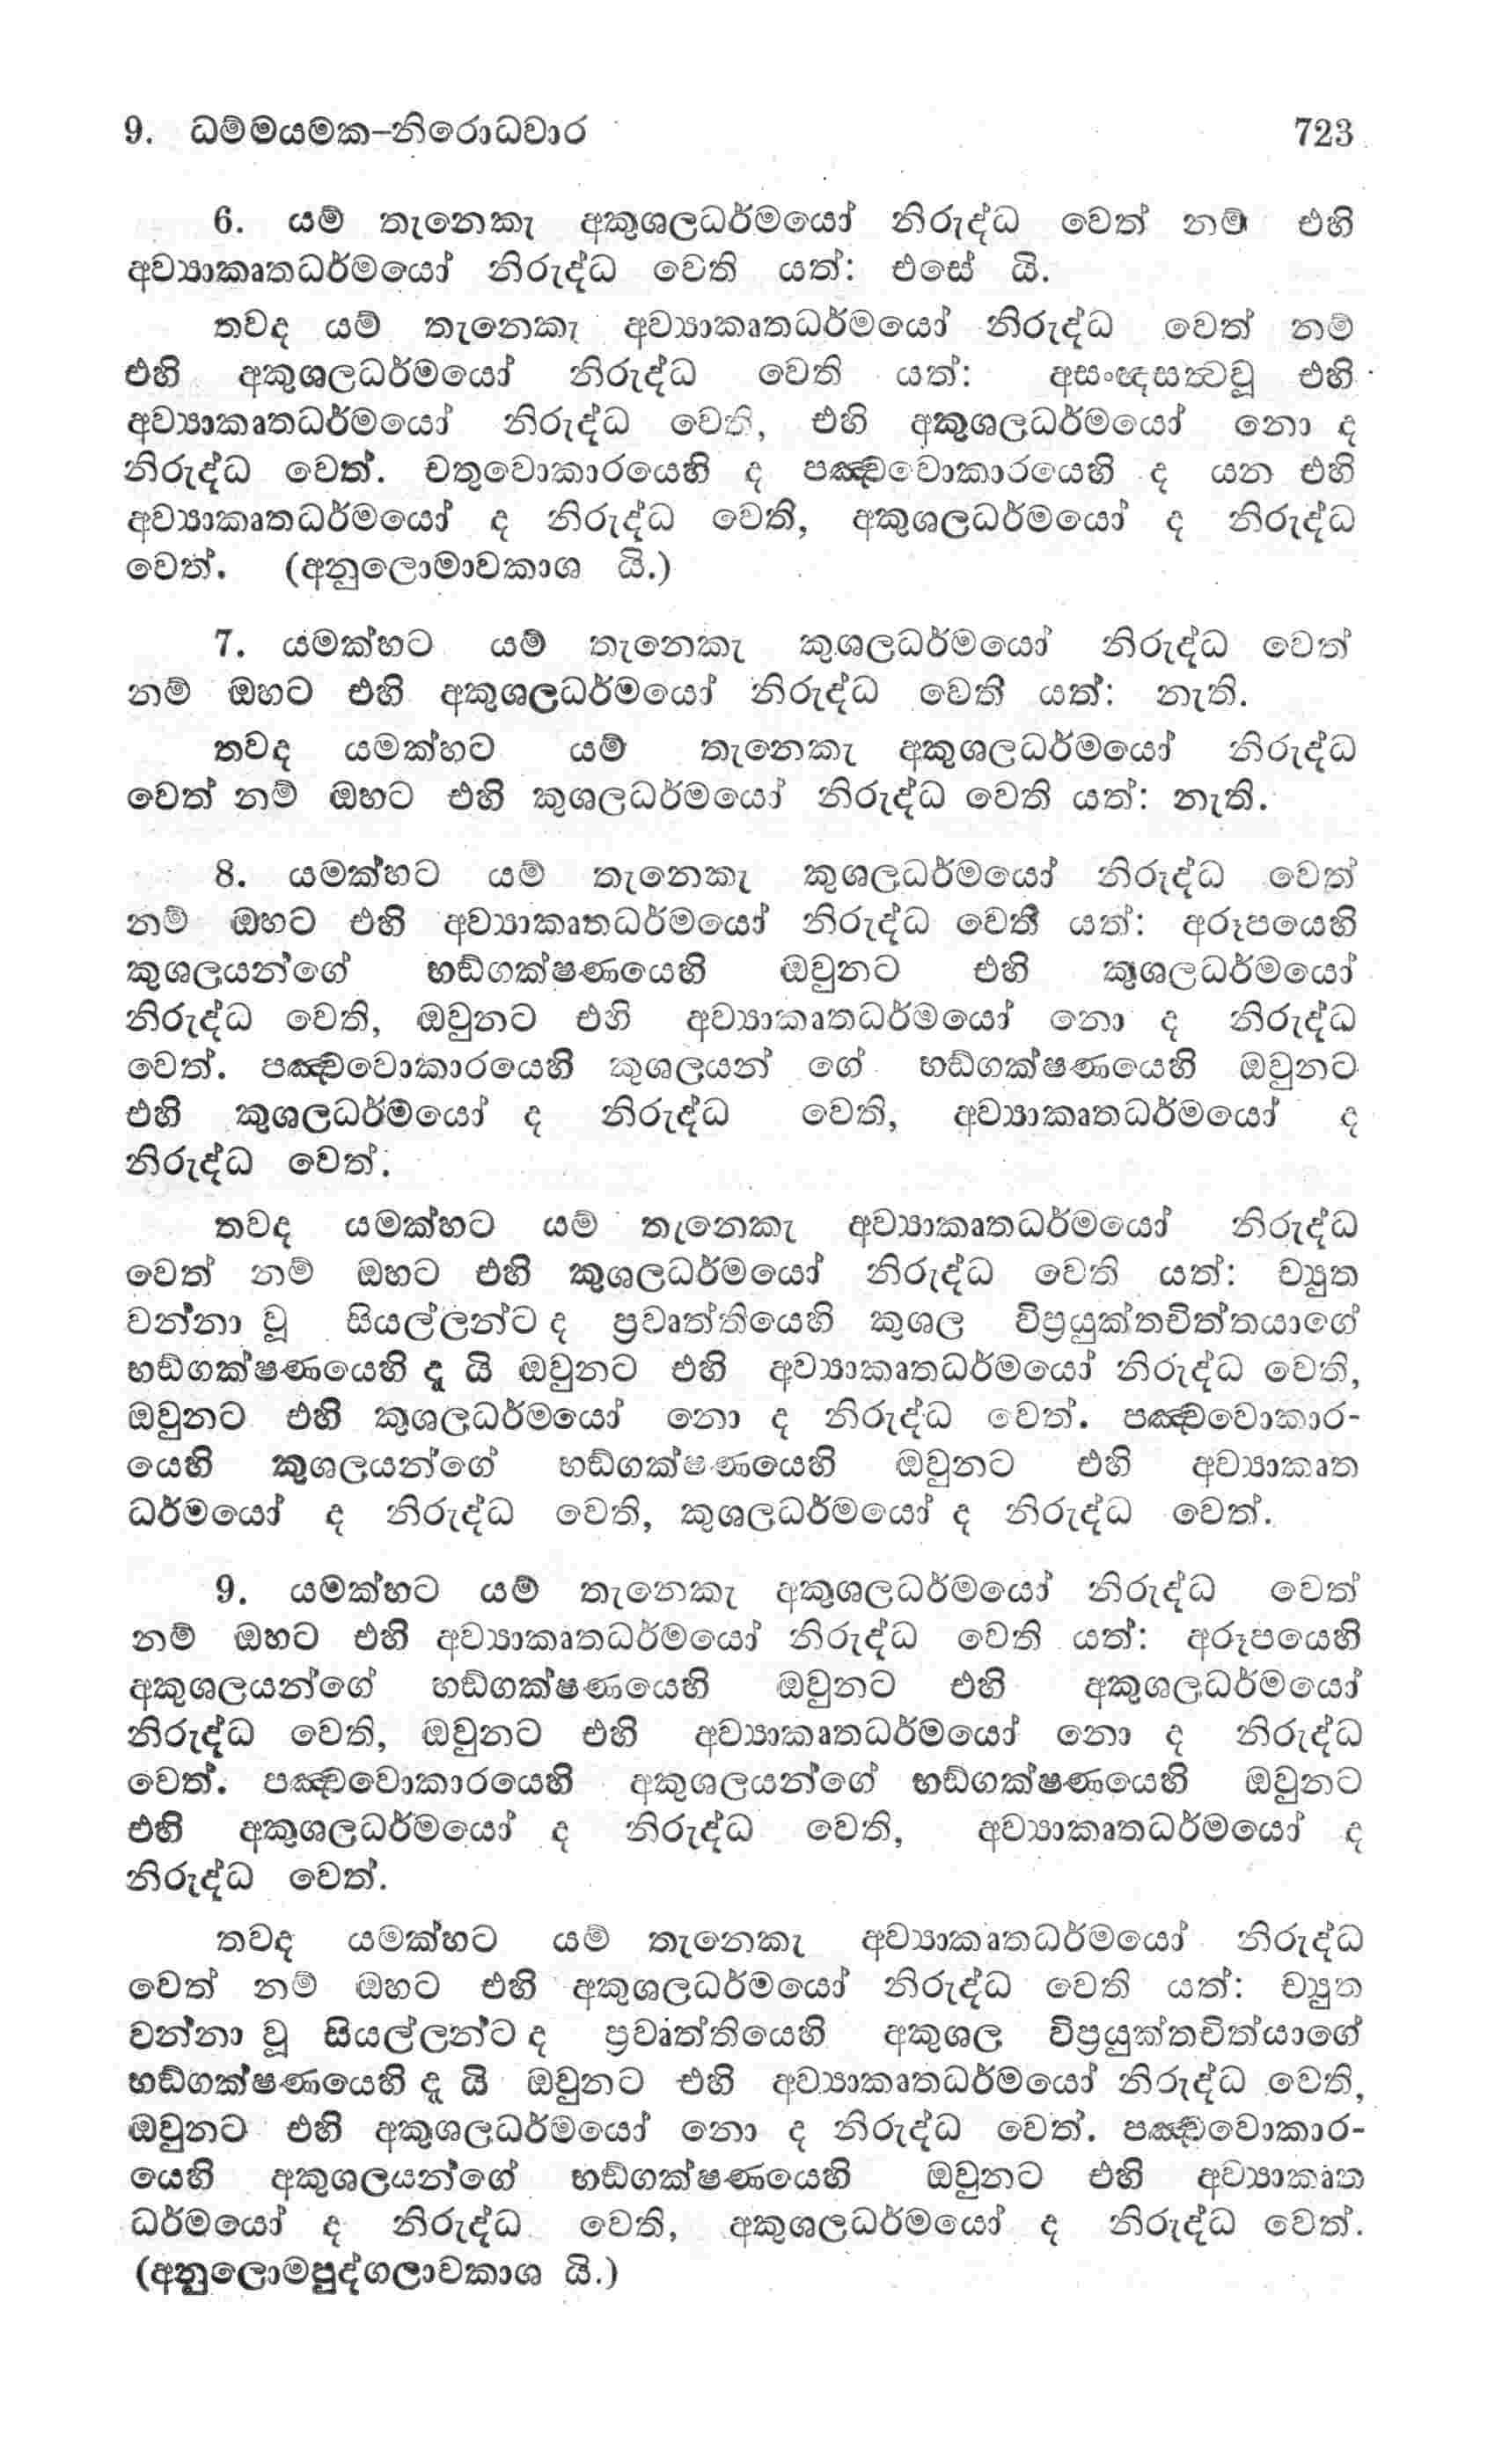 9. ධම්මයමක–නිරොධවාර 723
6. යම් තැනෙකැ අකුශලධර්මයෝ නිරුද්ධ වෙත් නම් එහි
අව්‍යාකෘතධර්මයෝ නිරුද්ධ වෙති යත්: එසේ යි.
තවද යම් තැනෙකැ අව්‍යාකෘතධර්මයෝ නිරුද්ධ වෙත් නම්
එහි අකුශලධර්මයෝ නිරුද්ධ වෙති යත්: අසංඥසත්‍වවූ එහි
අව්‍යාකෘතධර්මයෝ නිරුද්ධ වෙති, එහි අකුශලධර්මයෝ නො ද
නිරුද්ධ වෙත්. චතුවොකාරයෙහි ද පඤ්චවොකාරයෙහි ද යන එහි
අව්‍යාකෘතධර්මයෝ ද නිරුද්ධ වෙති, අකුශලධර්මයෝ ද නිරුද්ධ
වෙත්. (අනුලොමාවකාශ යි.)
7. යමක්හට යම් තැනෙකැ කුශලධර්මයෝ නිරුද්ධ වෙත්
නම් ඔහට එහි අකුශලධර්මයෝ නිරුද්ධ වෙති යත්: නැති.
තවද යමක්හට යම් තැනෙකැ අකුශලධර්මයෝ නිරුද්ධ
වෙත් නම් ඔහට එහි කුශලධර්මයෝ නිරුද්ධ වෙති යත්: නැති.
8. යමක්හට යම් තැනෙකැ කුශලධර්මයෝ නිරුද්ධ වෙත්
නම් ඔහට එහි අව්‍යාකෘතධර්මයෝ නිරුද්ධ වෙති යත්: අරූපයෙහි
කුශලයන්ගේ භඞ්ගක්ෂණයෙහි ඔවුනට එහි කුශලධර්මයෝ
නිරුද්ධ වෙති, ඔවුනට එහි අව්‍යාකෘතධර්මයෝ නො ද නිරුද්ධ
වෙත්. පඤ්චවොකාරයෙහි කුශලයන් ගේ භඞ්ගක්ෂණයෙහි ඔවුනට
එහි කුශලධර්මයෝ ද නිරුද්ධ වෙති, අව්‍යාකෘතධර්මයෝ ද
නිරුද්ධ වෙත්.
තවද යමක්හට යම් තැනෙකැ අව්‍යාකෘතධර්මයෝ නිරුද්ධ
වෙත් නම් ඔහට එහි කුශලධර්මයෝ නිරුද්ධ වෙති යත්: ච්‍යුත
වන්නා වූ සියල්ලන්ට ද ප්‍රවෘත්තියෙහි කුශල විප්‍රයුක්තචිත්තයාගේ
භඞ්ගක්ෂණයෙහි දැ යි ඔවුනට එහි අව්‍යාකෘතධර්මයෝ නිරුද්ධ වෙති,
ඔවුනට එහි කුශලධර්මයෝ නො ද නිරුද්ධ වෙත්. පඤ්චවොකාර-
යෙහි කුශලයන්ගේ භඞ්ගක්ෂණයෙහි ඔවුනට එහි අව්‍යාකෘත
ධර්මයෝ ද නිරුද්ධ වෙති, කුශලධර්මයෝ ද නිරුද්ධ වෙත්.
9. යමක්හට යම් තැනෙකැ අකුශලධර්මයෝ නිරුද්ධ වෙත්
නම් ඔහට එහි අව්‍යාකෘතධර්මයෝ නිරුද්ධ වෙති යත්: අරූපයෙහි
අකුශලයන්ගේ භඞ්ගක්ෂණයෙහි ඔවුනට එහි අකුශලධර්මයෝ
නිරුද්ධ වෙති, ඔවුනට එහි අව්‍යාකෘතධර්මයෝ නො ද නිරුද්ධ
වෙත්. පඤ්චවොකාරයෙහි අකුශලයන්ගේ භඞ්ගක්ෂණයෙහි ඔවුනට
එහි අකුශලධර්මයෝ ද නිරුද්ධ වෙති, අව්‍යාකෘතධර්මයෝ ද
නිරුද්ධ වෙත්.
තවද යමක්හට යම් තැනෙකැ අව්‍යාකෘතධර්මයෝ නිරුද්ධ
වෙත් නම් ඔහට එහි අකුශලධර්මයෝ නිරුද්ධ වෙති යත්: ච්‍යුත
වන්නා වූ සියල්ලන්ට ද ප්‍රවෘත්තියෙහි අකුශල විප්‍රයුක්තචිත්යාගේ
භඞ්ගක්ෂණයෙහි දැ යි ඔවුනට එහි අව්‍යාකෘතධර්මයෝ නිරුද්ධ වෙති,
ඔවුනට එහි අකුශලධර්මයෝ නො ද නිරුද්ධ වෙත්. පඤ්චවොකාර-
යෙහි අකුශලයන්ගේ භඞ්ගක්ෂණයෙහි ඔවුනට එහි අව්‍යාකෘත
ධර්මයෝ ද නිරුද්ධ වෙති, අකුශලධර්මයෝ ද නිරුද්ධ වෙත්.
(අනුලොමපුද්ගලාවකාශ යි.)